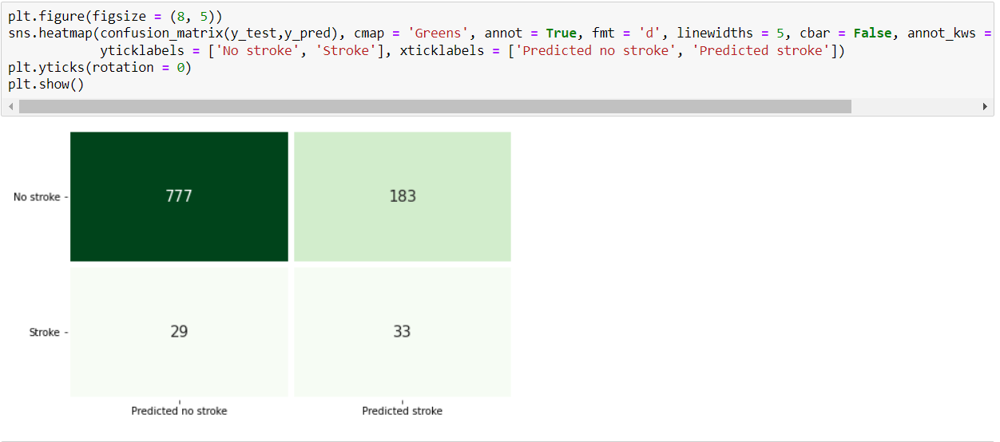 plt.figure(figsize = (8, 5))
sns.heatmap(confusion_matrix(y_test,y_pred), cmap = 'Greens', annot = True, fmt = 'd', linewidths = 5, cbar = False, annot_kws =
yticklabels = ['No stroke', 'Stroke'], xticklabels = ['Predicted no stroke', 'Predicted stroke'])
plt.yticks(rotation = 0)
plt.show()
No stroke
777
183
Stroke
29
33
Predicted no stroke
Predicted stroke